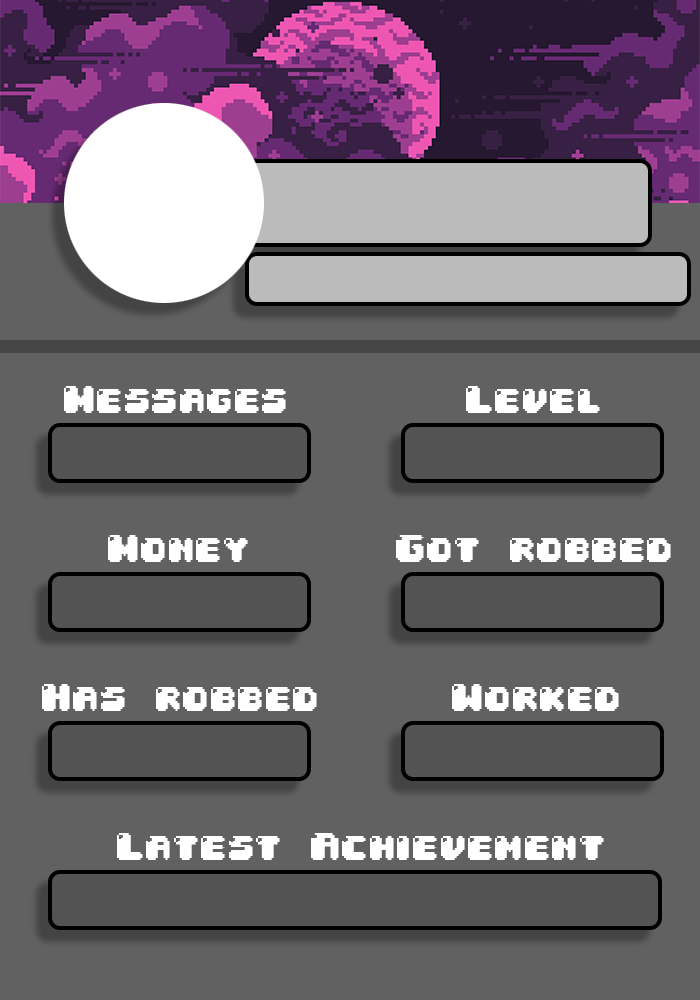 Messages
Level
Money
Got robbed
Has robbed
Worked
Latest Achievement